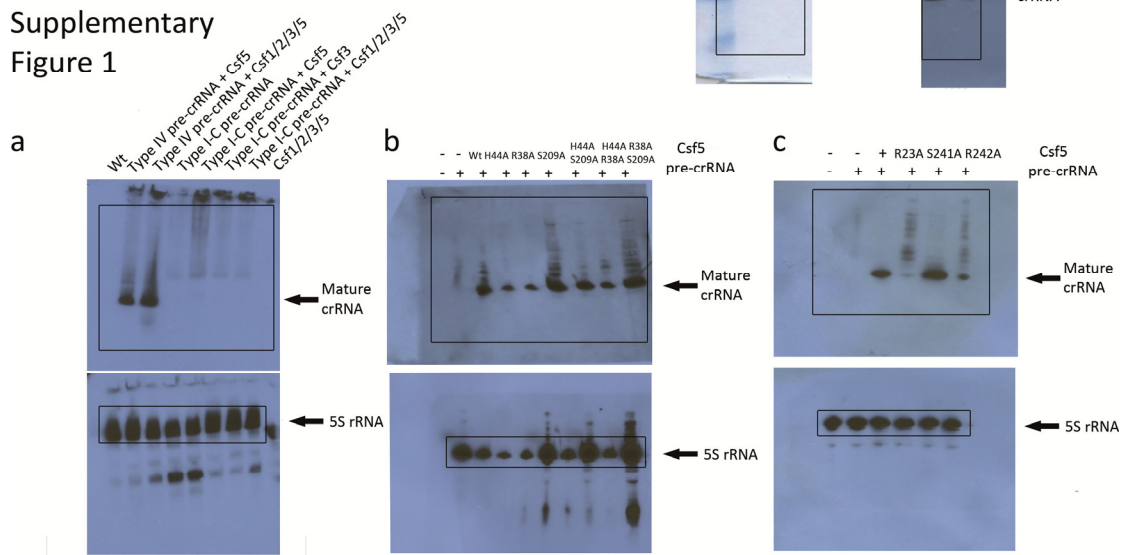 Supplementary
Figure 1
a
Wt
Type IV pre-crRNA + Csf5
Type IV pre-crRNA + Csf1/2/3/5
Type I-C pre-crRNA
Type I-C pre-crRNA + Csf5
Type I-C pre-crRNA + Csf3
Type I-C pre-crRNA + Csf1/2/3/5
Csf1/2/3/5
Mature
crRNA
5S rRNA
b
H44A H44A R38A
- - Wt H44A R38A S209A S209A R38A S209A Csf5
- + + + + + + + + pre-crRNA
Mature
crRNA
5S rRNA
c
- - + R23A S241A R242A Csf5
- + + + + + pre-crRNA
Mature
crRNA
5S rRNA